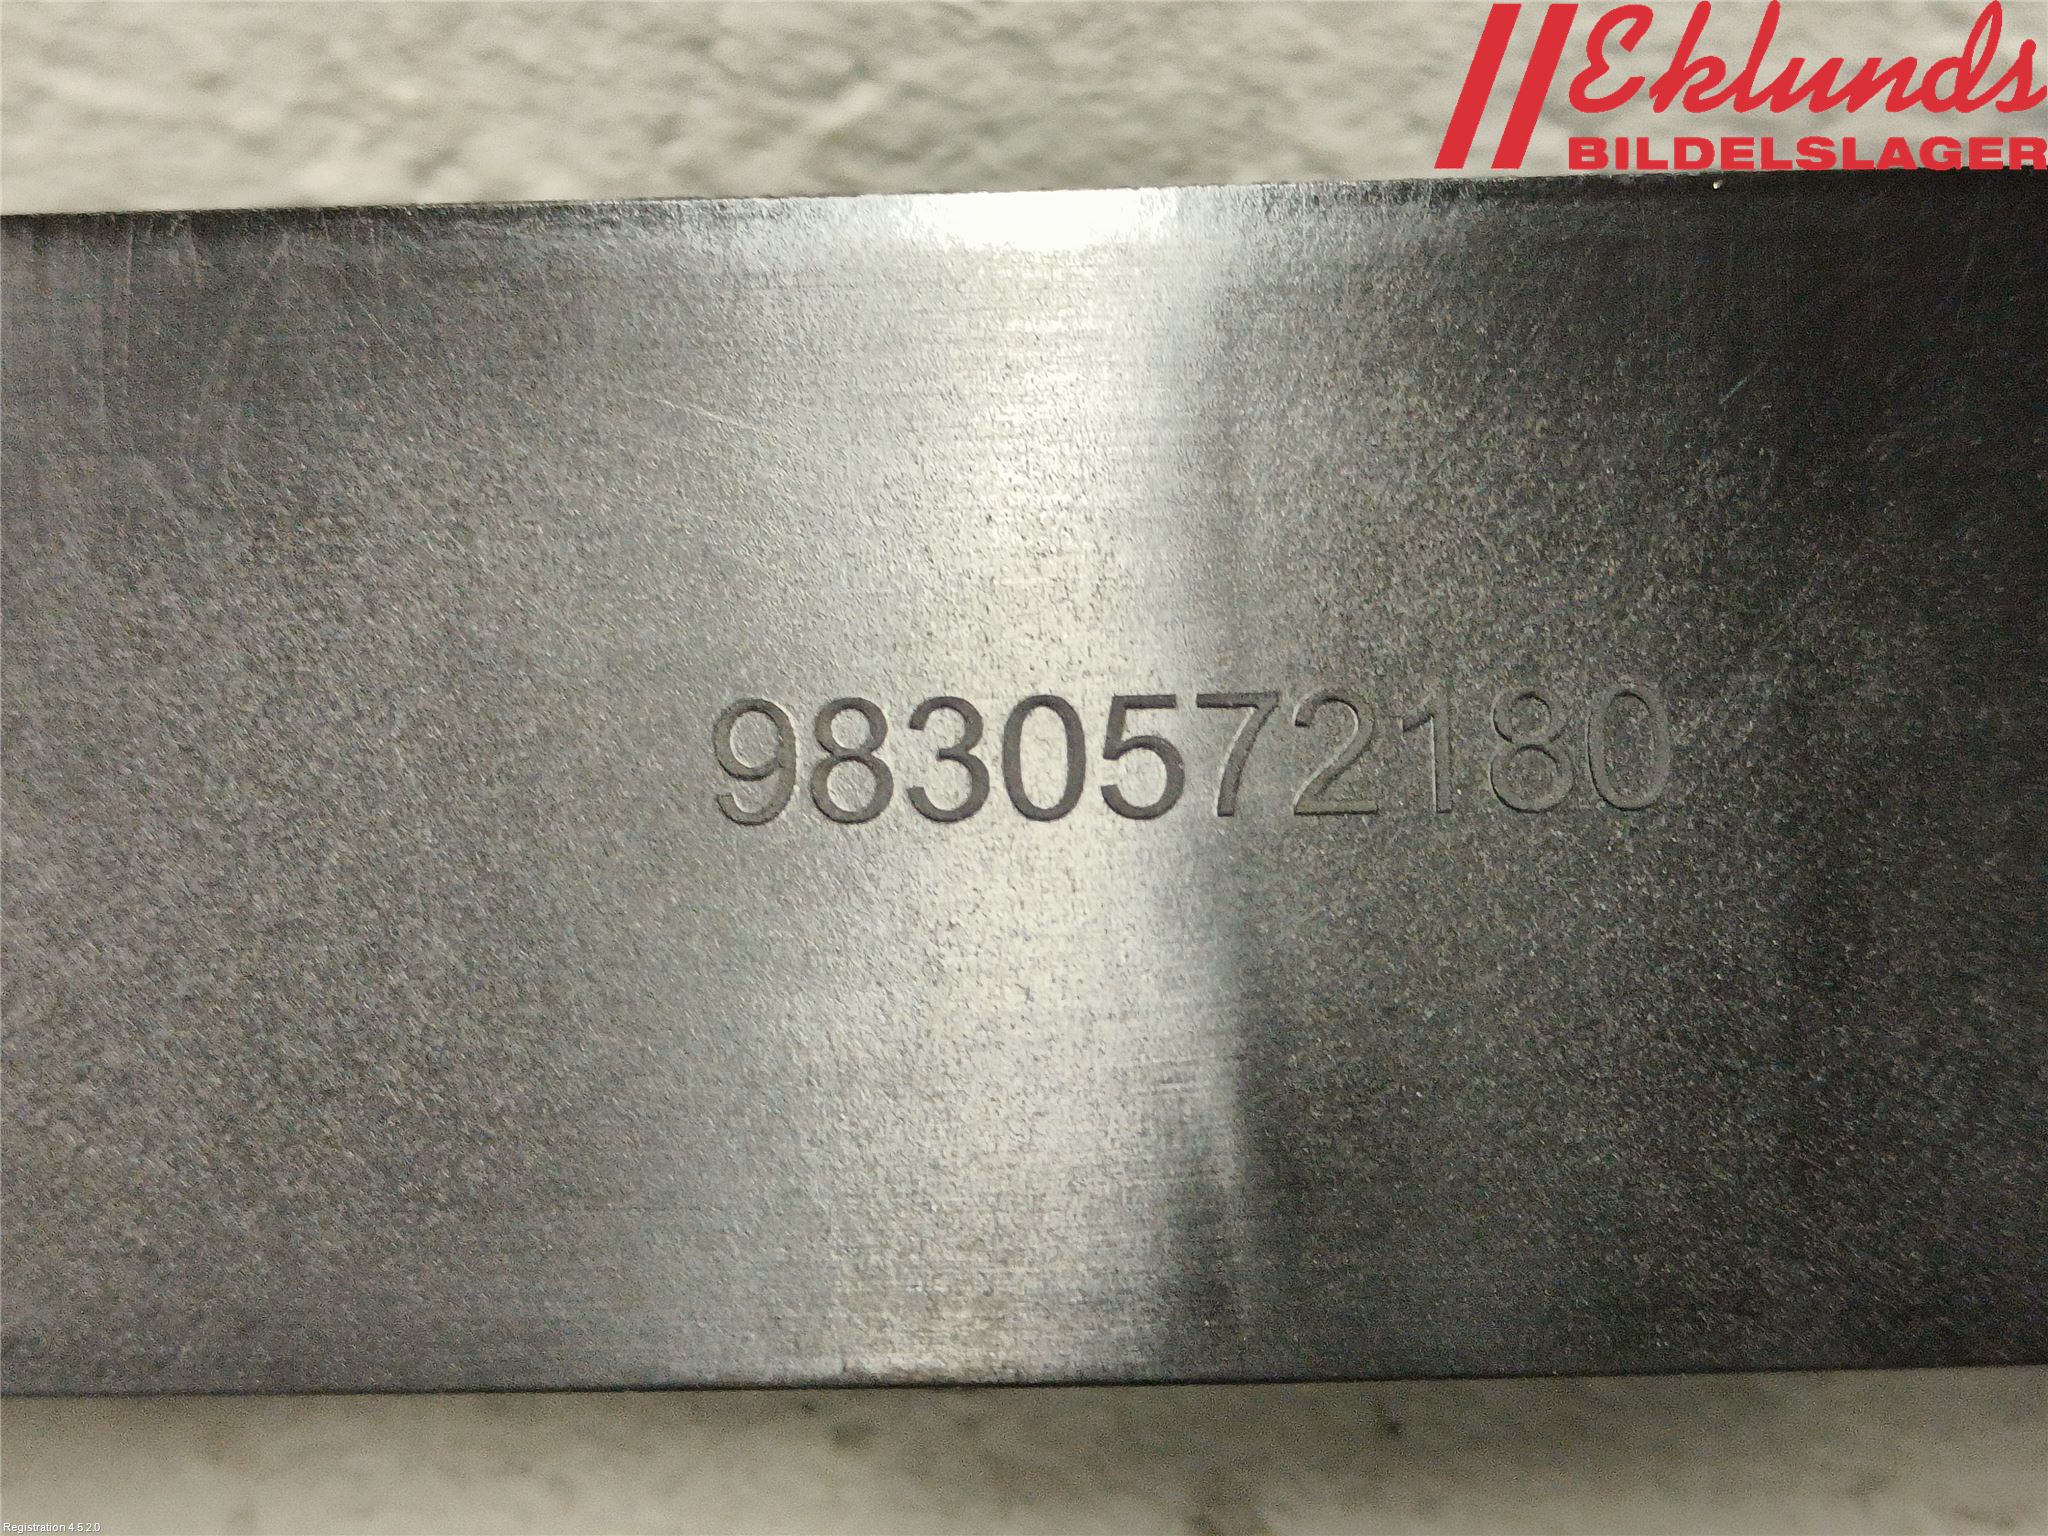 Eklunds
BILDELSLAGER
9830572180
Registration 4.5.2.0